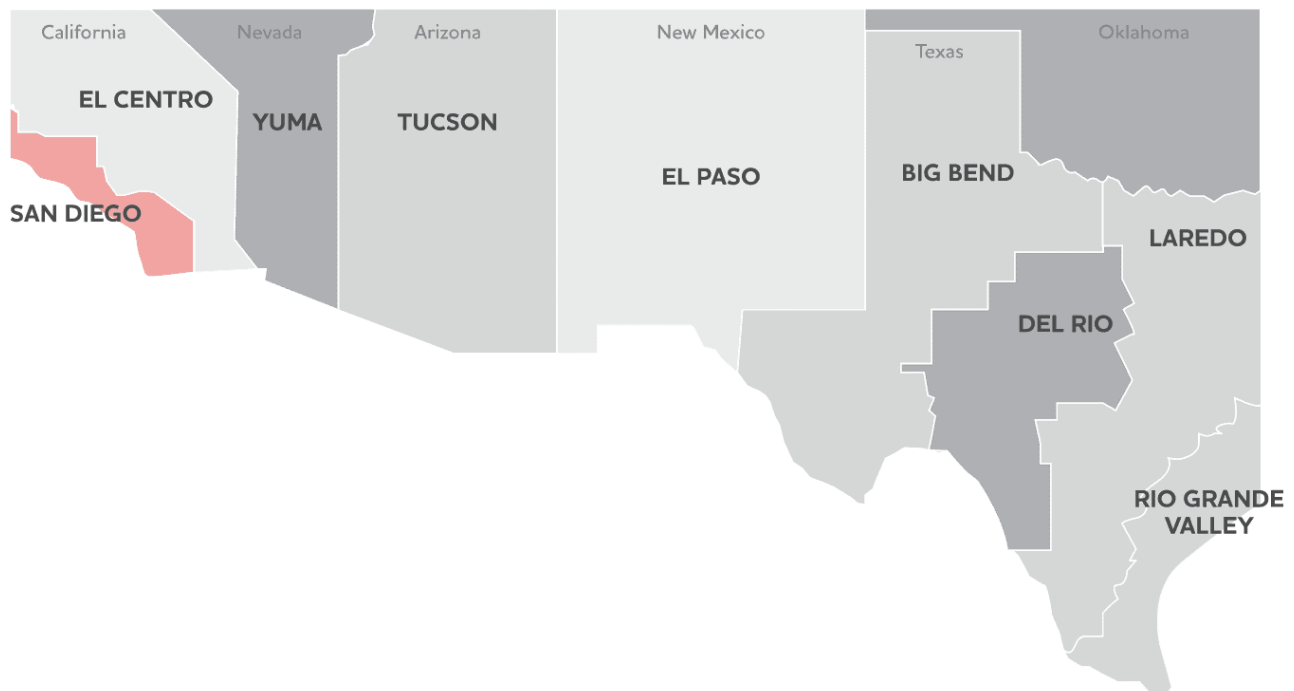 California
Nevada
Arizona
New Mexico
Texas
Oklahoma
EL CENTRO
YUMA
TUCSON
EL PASO
BIG BEND
SAN DIEGO
LAREDO
DEL RIO
RIO GRANDE
VALLEY